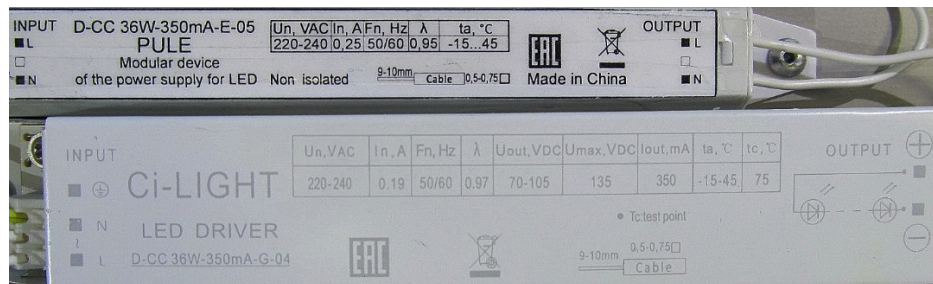 INPUT
L
N
D-CC 36W-350mA-E-05
PULE
Modular device
of the power supply for LED Non isolated
Un, VAC In, A Fn, Hz λ ta, °C
220-240 0,25 50/60 0,95 -15...45
9-10mm Cable 0,5-0,75
EAC
Made in China
OUTPUT
L
N
INPUT
N
~
L
Ci-LIGHT
LED DRIVER
D-CC 36W-350mA-G-04
Un,VAC In,A Fn,Hz λ Uout,VDC Umax,VDC Iout,mA ta,℃ tc,℃
220-240 0.19 50/60 0.97 70-105 135 350 -15-45 75
Tc:test point
EAC
9-10mm 0.5-0,75
Cable
OUTPUT
+
−